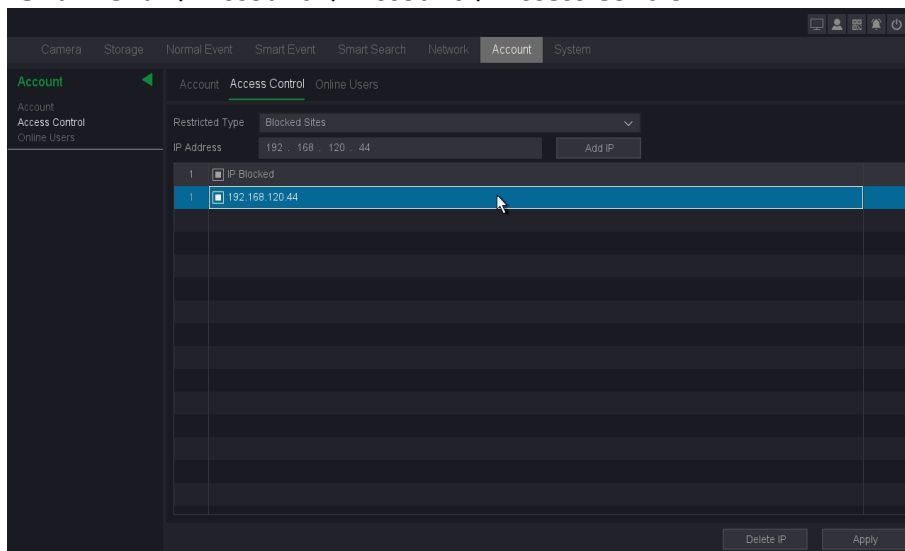 Camera Storage Normal Event Smart Event Smart Search Network Account System
Account
Account Access Control Online Users
Account
Access Control
Online Users
Restricted Type Blocked Sites
IP Address 192 . 168 . 120 . 44 Add IP
1 IP Blocked
1 192.168.120.44
Delete IP Apply